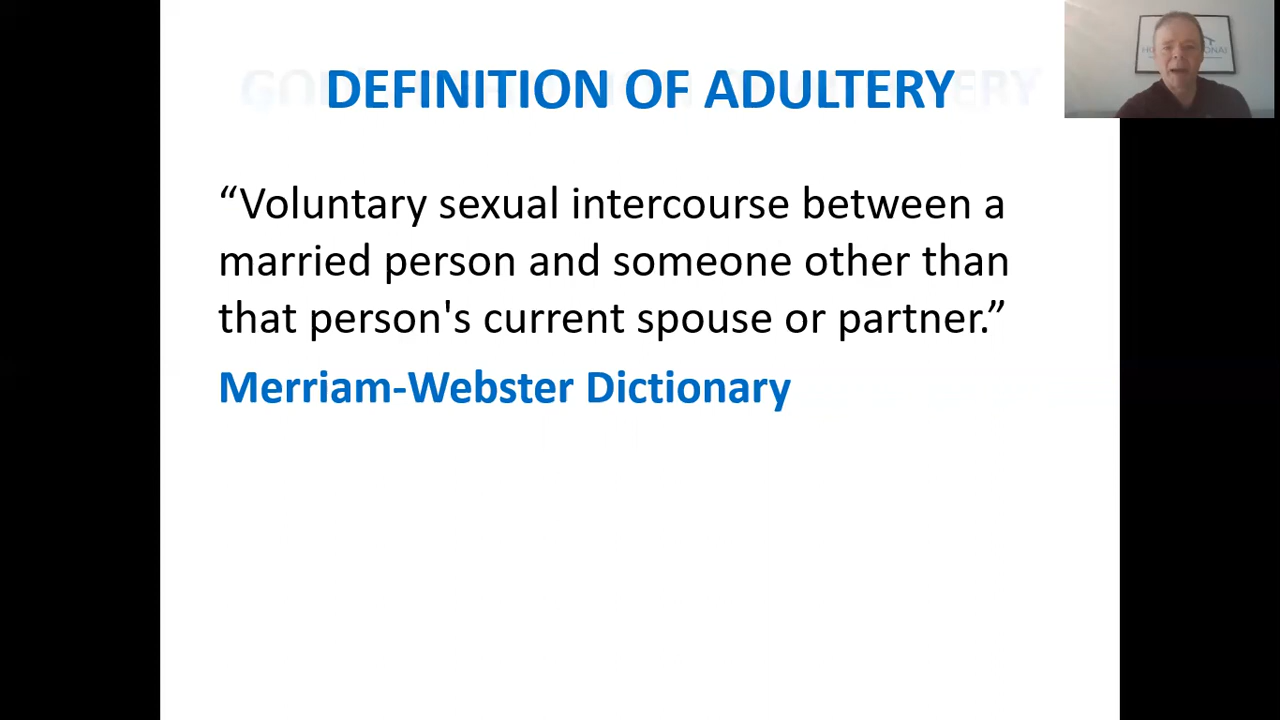 DEFINITION OF ADULTERY
“Voluntary sexual intercourse between a
married person and someone other than
that person's current spouse or partner.”
Merriam-Webster Dictionary